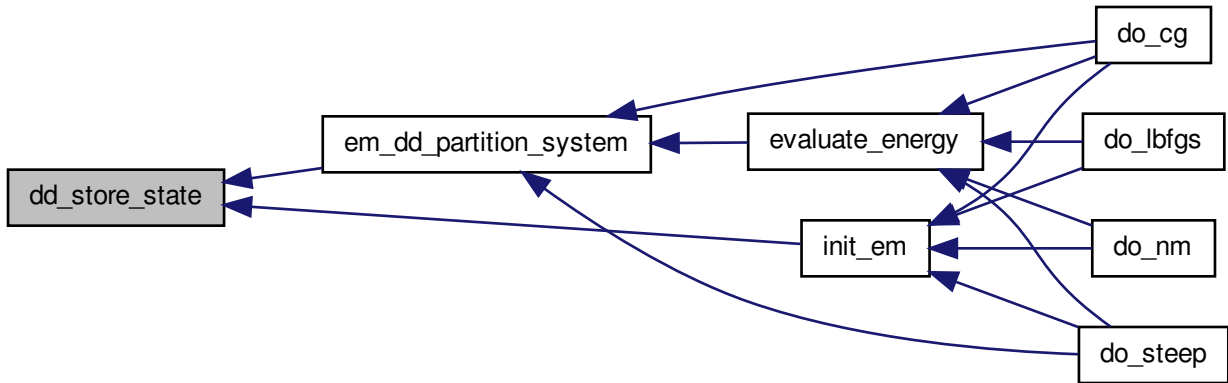 dd_store_state
em_dd_partition_system
evaluate_energy
init_em
do_cg
do_lbfgs
do_nm
do_steep